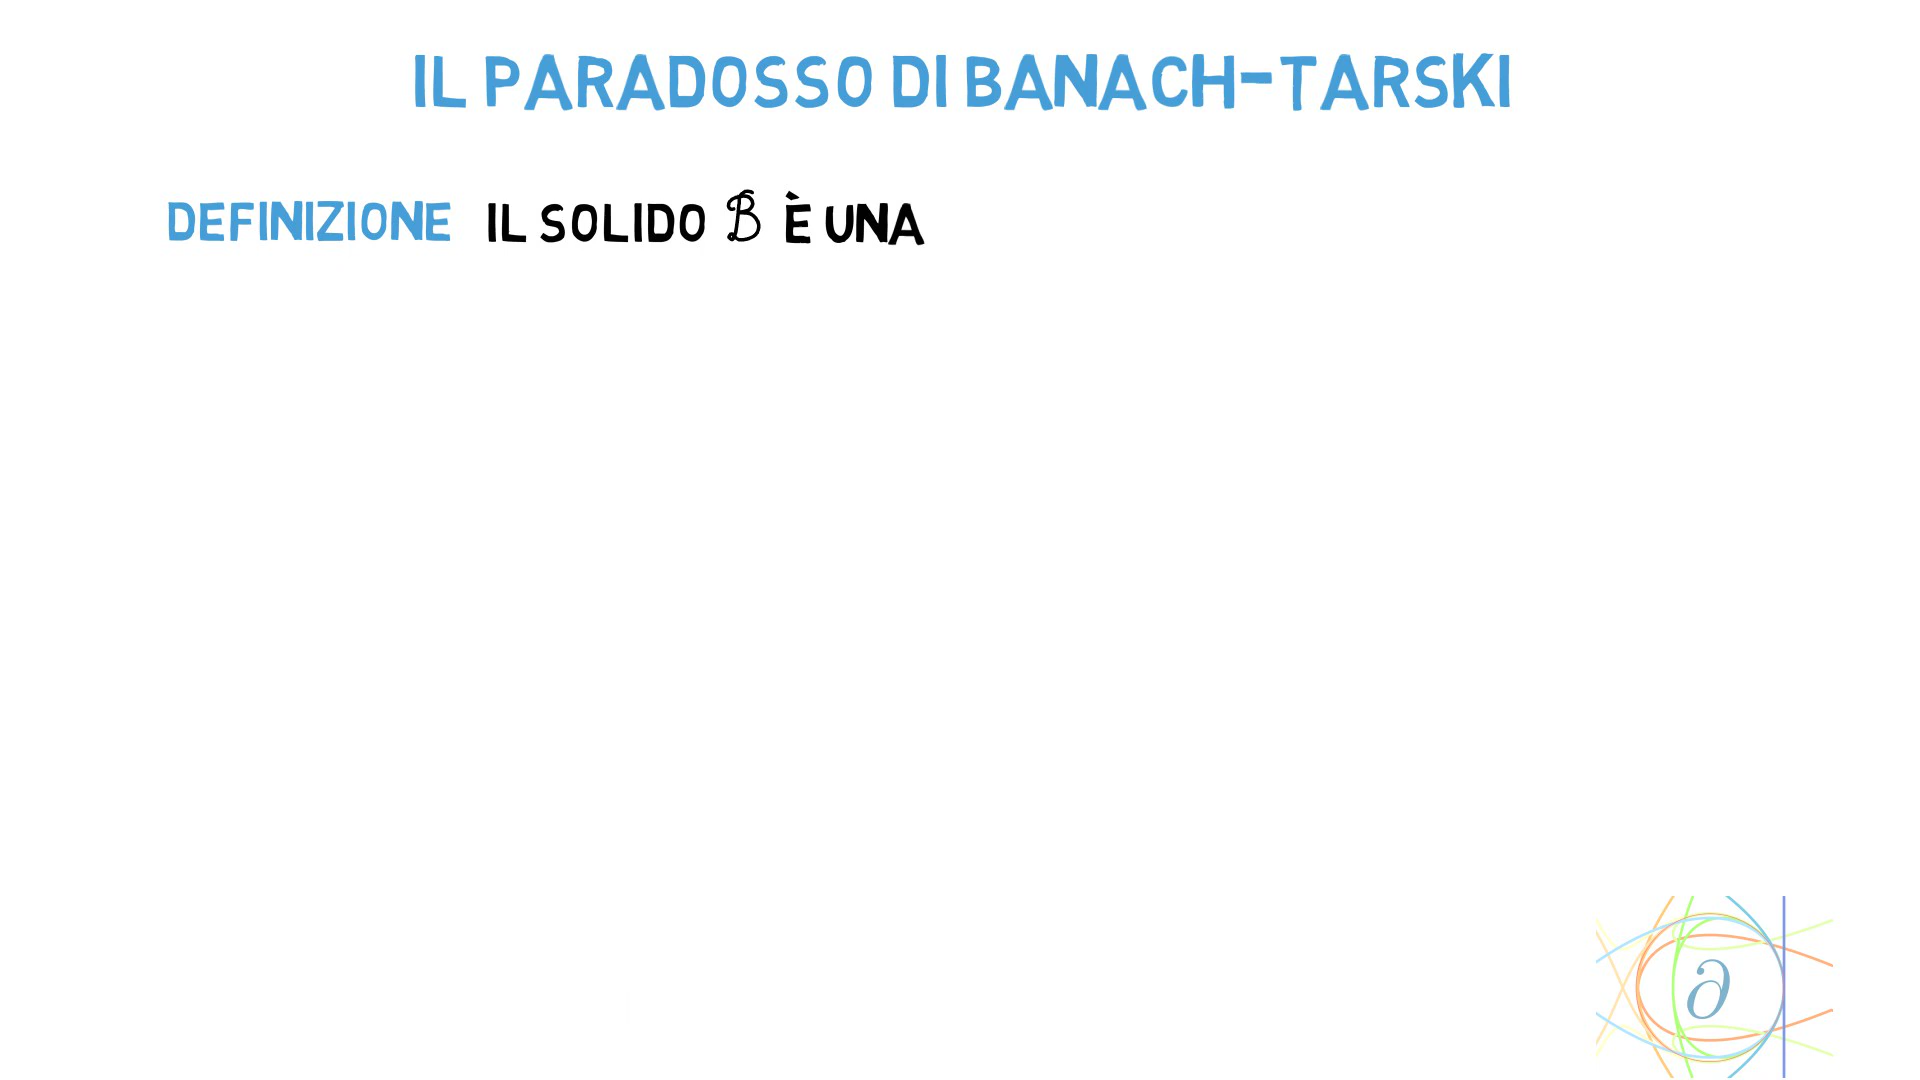 IL PARADOSSO DI BANACH-TARSKI
DEFINIZIONE IL SOLIDO B È UNA
∂